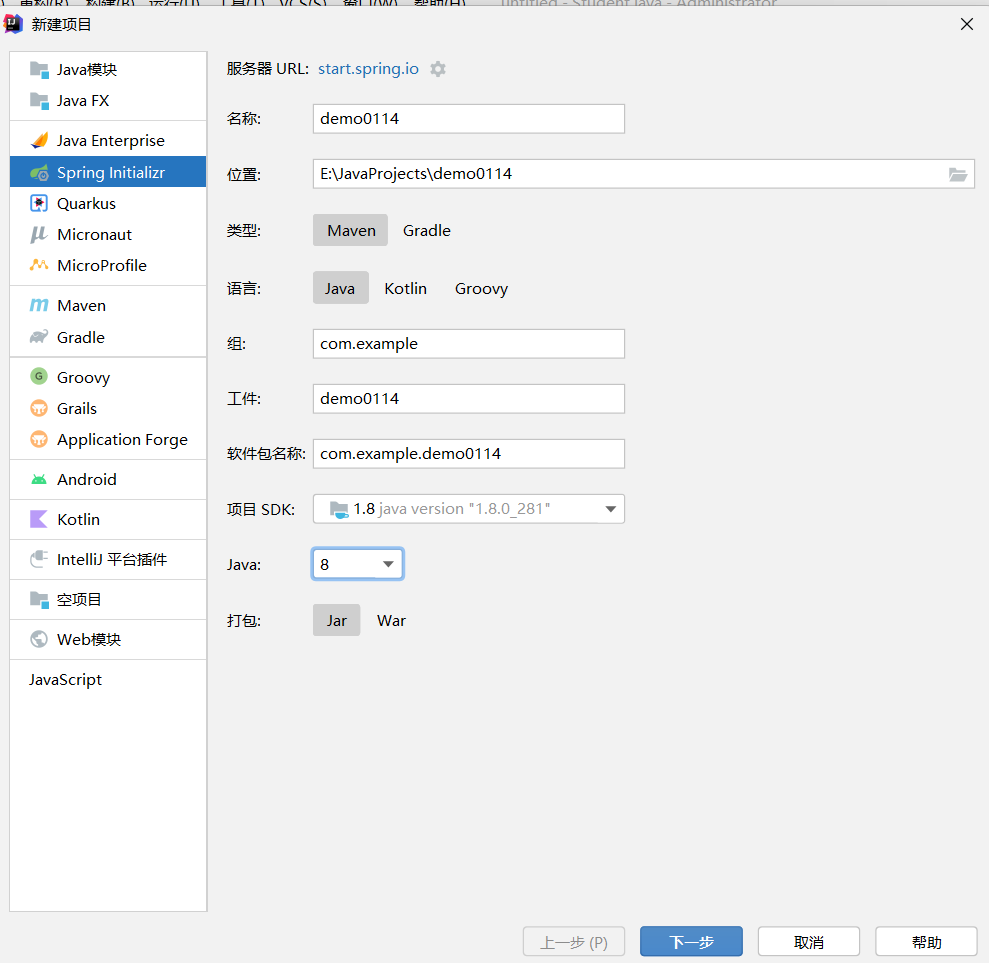 重构(R) 构建(B) 运行(U) 工具(T) VCS(S) 窗口(W) 帮助(H) untitled - StudentJava - Administrator
新建项目
Java模块
Java FX
Java Enterprise
Spring Initializr
Quarkus
Micronaut
MicroProfile
Maven
Gradle
Groovy
Grails
Application Forge
Android
Kotlin
IntelliJ 平台插件
空项目
Web模块
JavaScript
服务器 URL: start.spring.io
名称: demo0114
位置: E:\JavaProjects\demo0114
类型: Maven Gradle
语言: Java Kotlin Groovy
组: com.example
工件: demo0114
软件包名称: com.example.demo0114
项目 SDK: 1.8 java version "1.8.0_281"
Java: 8
打包: Jar War
上一步 (P) 下一步 取消 帮助